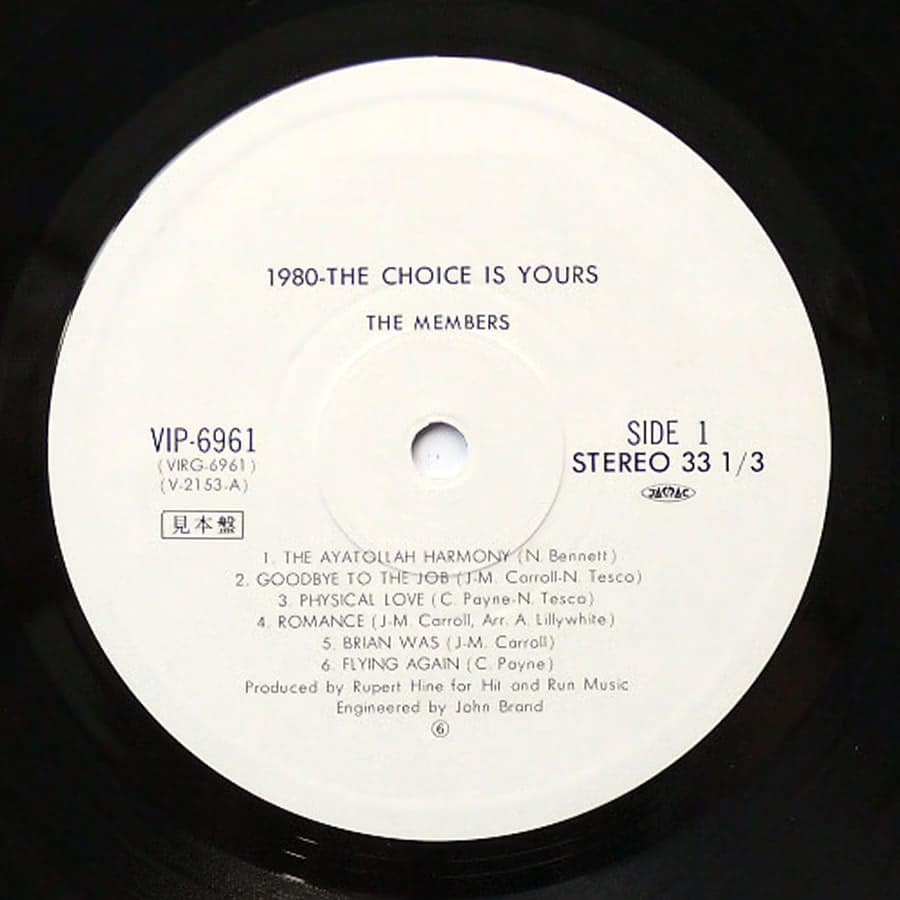 1980-THE CHOICE IS YOURS
THE MEMBERS
VIP-6961
(VIRG-6961)
(V-2153-A)
見本盤
SIDE 1
STEREO 33 1/3
JASRAC
1. THE AYATOLLAH HARMONY (N. Bennett)
2. GOODBYE TO THE JOB (J-M. Carroll-N. Tesco)
3. PHYSICAL LOVE (C. Payne-N. Tesco)
4. ROMANCE (J-M. Carroll, Arr. A. Lillywhite)
5. BRIAN WAS (J-M. Carroll)
6. FLYING AGAIN (C. Payne)
Produced by Rupert Hine for Hit and Run Music
Engineered by John Brand
⑥